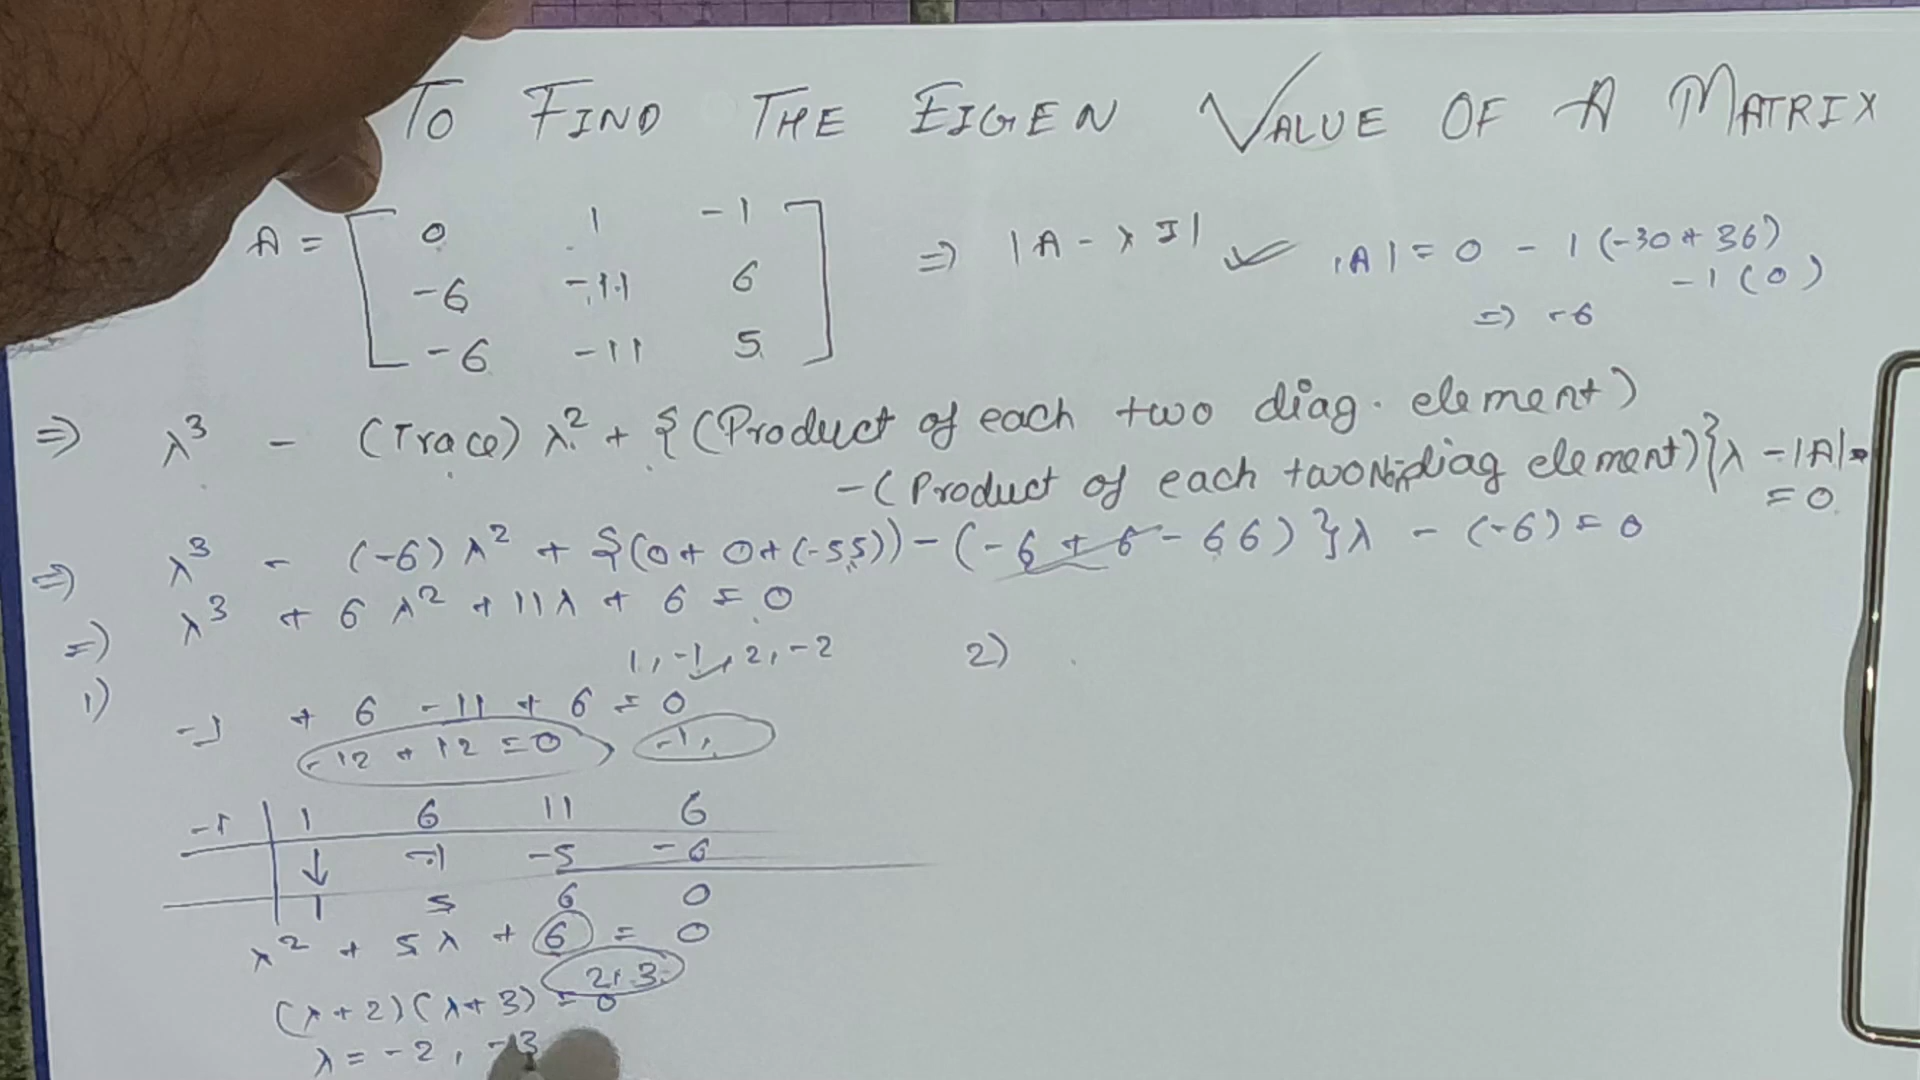 TO FIND THE EIGEN VALUE OF A MATRIX
A = [ 0 1 -1 ⇒ |A - λI| ✓ |A| = 0 - 1(-30+36)
-6 -11 6 -1(0)
-6 -11 5 ] ⇒ -6
⇒ λ³ - (Trace) λ² + {(Product of each two diag. element)
-(Product of each two Non diag element)}λ - |A|
= 0
⇒ λ³ - (-6)λ² + {(0+0+(-55)) - (-6+6-66)}λ - (-6) = 0
⇒ λ³ + 6λ² + 11λ + 6 = 0
1, -1, 2, -2 2)
1)
-1 + 6 - 11 + 6 = 0
-12 + 12 = 0 -1,
-1 | 1 6 11 6
↓ -1 -5 -6
1 5 6 0
λ² + 5λ + 6 = 0
2, 3
(λ+2)(λ+3) = 0
λ = -2, -3